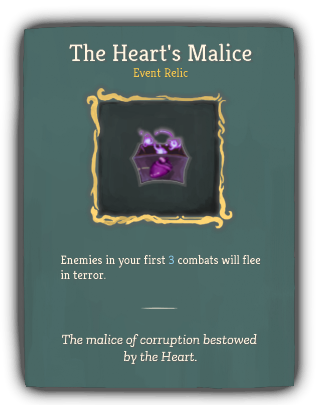 The Heart's Malice
Event Relic
Enemies in your first 3 combats will flee
in terror.
The malice of corruption bestowed
by the Heart.